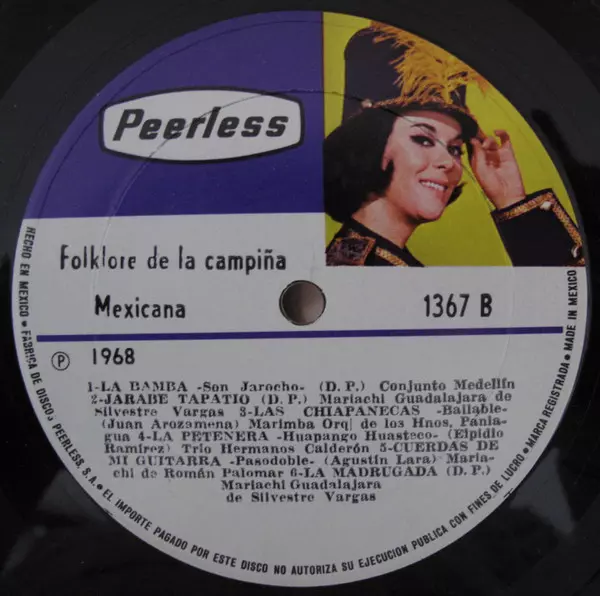 Peerless
Folklore de la campiña
Mexicana
1367 B
Ⓟ 1968
1-LA BAMBA -Son Jarocho- (D. P.) Conjunto Medellín
2-JARABE TAPATIO (D. P.) Mariachi Guadalajara de
Silvestre Vargas 3-LAS CHIAPANECAS -Bailable-
(Juan Arozamena) Marimba Orq| de los Hnos, Pania-
gua 4-LA PETENERA -Huapango Huasteco- (Elpidio
Ramírez) Trío Hermanos Calderón 5-CUERDAS DE
MI GUITARRA -Pasodoble- (Agustín Lara) Maria-
chi de Román Palomar 6-LA MADRUGADA (D. P.)
Mariachi Guadalajara
de Silvestre Vargas
HECHO EN MEXICO • FABRICA DE DISCOS PEERLESS, S.A. • EL IMPORTE PAGADO POR ESTE DISCO NO AUTORIZA SU EJECUCION PUBLICA CON FINES DE LUCRO • MARCA REGISTRADA • MADE IN MEXICO